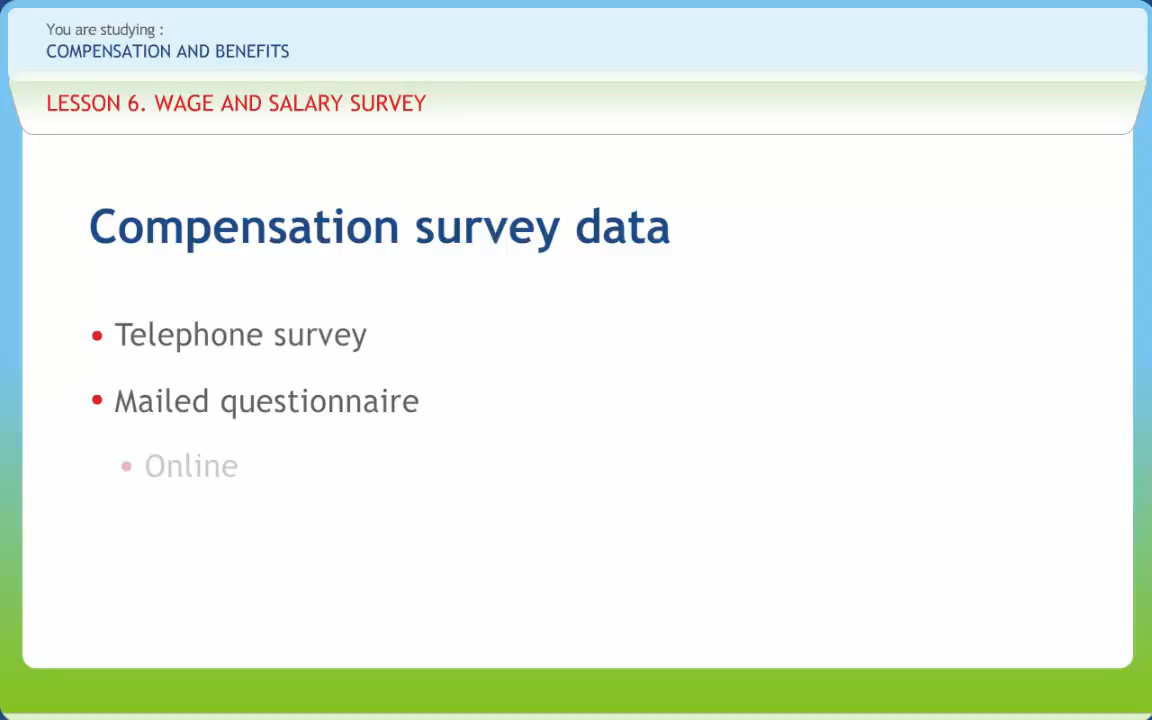 You are studying :
COMPENSATION AND BENEFITS
LESSON 6. WAGE AND SALARY SURVEY
Compensation survey data
• Telephone survey
• Mailed questionnaire
• Online